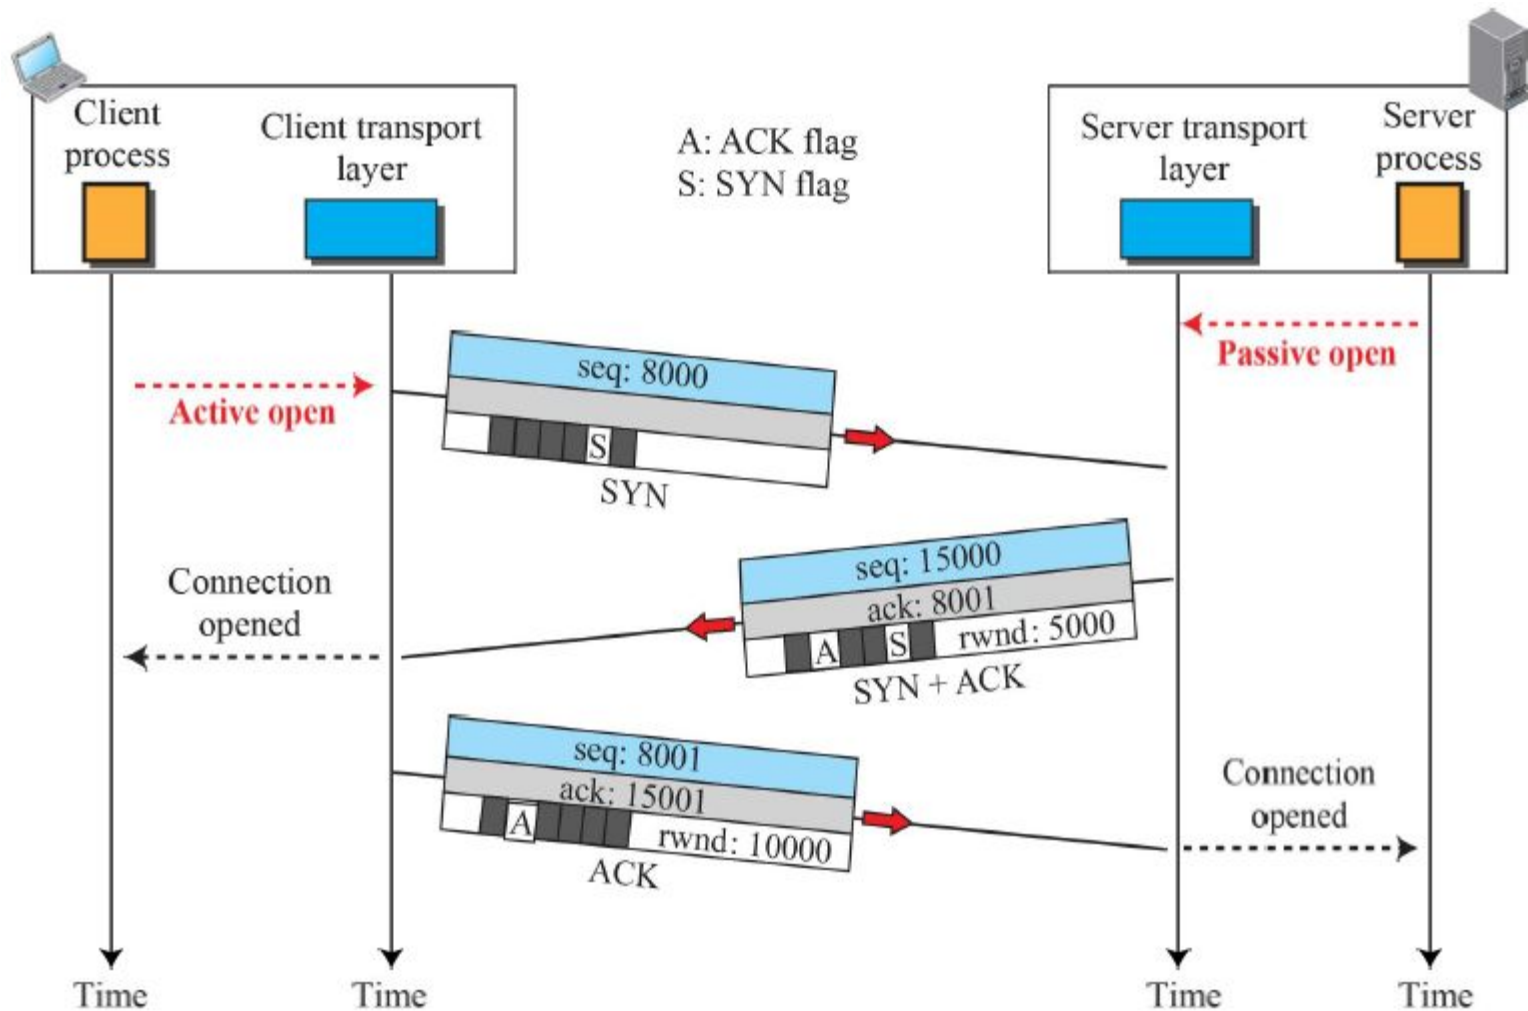 Client
process
Client transport
layer
A: ACK flag
S: SYN flag
Server transport
layer
Server
process
Passive open
Active open
seq: 8000
S
SYN
Connection
opened
seq: 15000
ack: 8001
A
S
rwnd: 5000
SYN + ACK
seq: 8001
ack: 15001
A
rwnd: 10000
ACK
Connection
opened
Time
Time
Time
Time